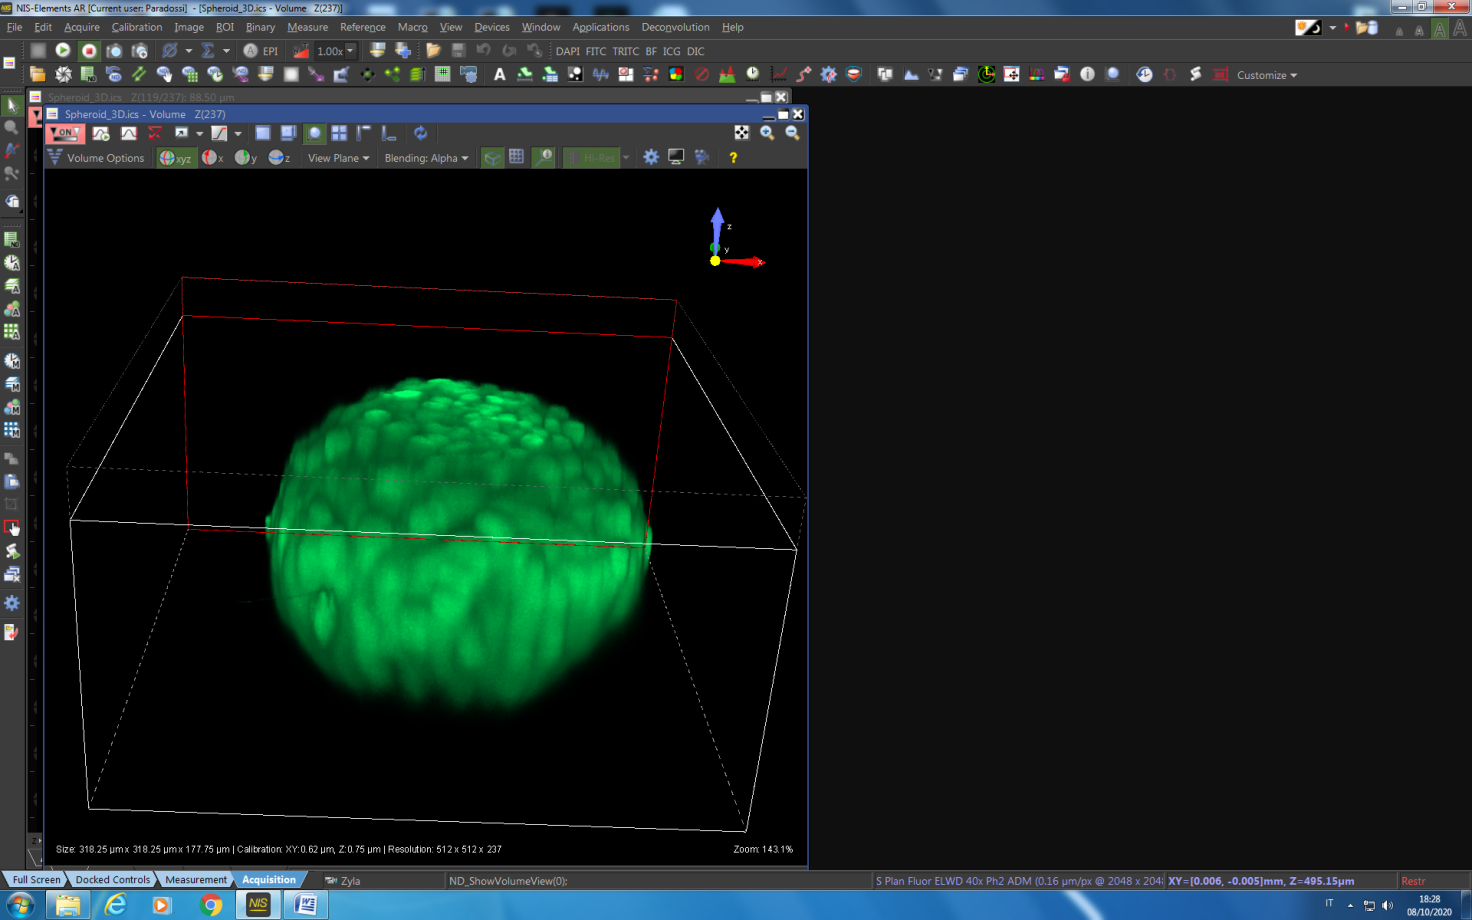 NIS-Elements AR [Current user: Paradossi] - [Spheroid_3D.ics - Volume Z(237)]
File Edit Acquire Calibration Image ROI Binary Measure Reference Macro View Devices Window Applications Deconvolution Help
EPI 1.00x DAPI FITC TRITC BF ICG DIC
Customize
Spheroid_3D.ics Z(119/237): 88.50 µm
Spheroid_3D.ics - Volume Z(237)
ON
Volume Options xyz x y z View Plane Blending: Alpha Hi-Res ?
z
y
x
Size: 318.25 µm x 318.25 µm x 177.75 µm | Calibration: XY:0.62 µm, Z:0.75 µm | Resolution: 512 x 512 x 237 Zoom: 143.1%
Full Screen Docked Controls Measurement Acquisition Zyla ND_ShowVolumeView(0); S Plan Fluor ELWD 40x Ph2 ADM (0.16 µm/px @ 2048 x 204 XY=[0.006, -0.005]mm, Z=495.15µm Restr
NIS IT 18:28
08/10/2020